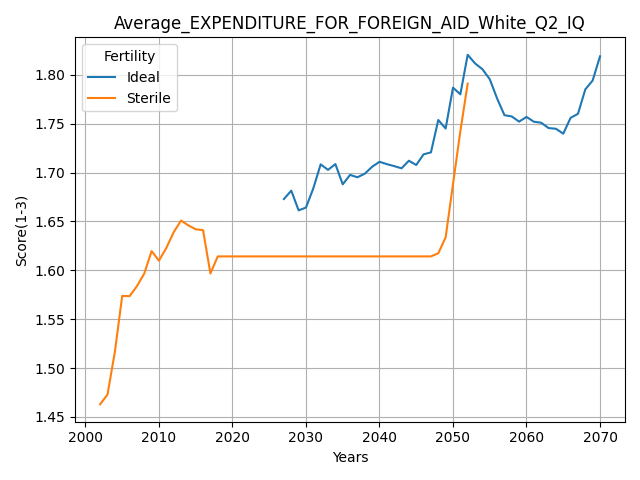 Average_EXPENDITURE_FOR_FOREIGN_AID_White_Q2_IQ
Fertility
Ideal
Sterile
Score(1-3)
1.80
1.75
1.70
1.65
1.60
1.55
1.50
1.45
2000 2010 2020 2030 2040 2050 2060 2070
Years